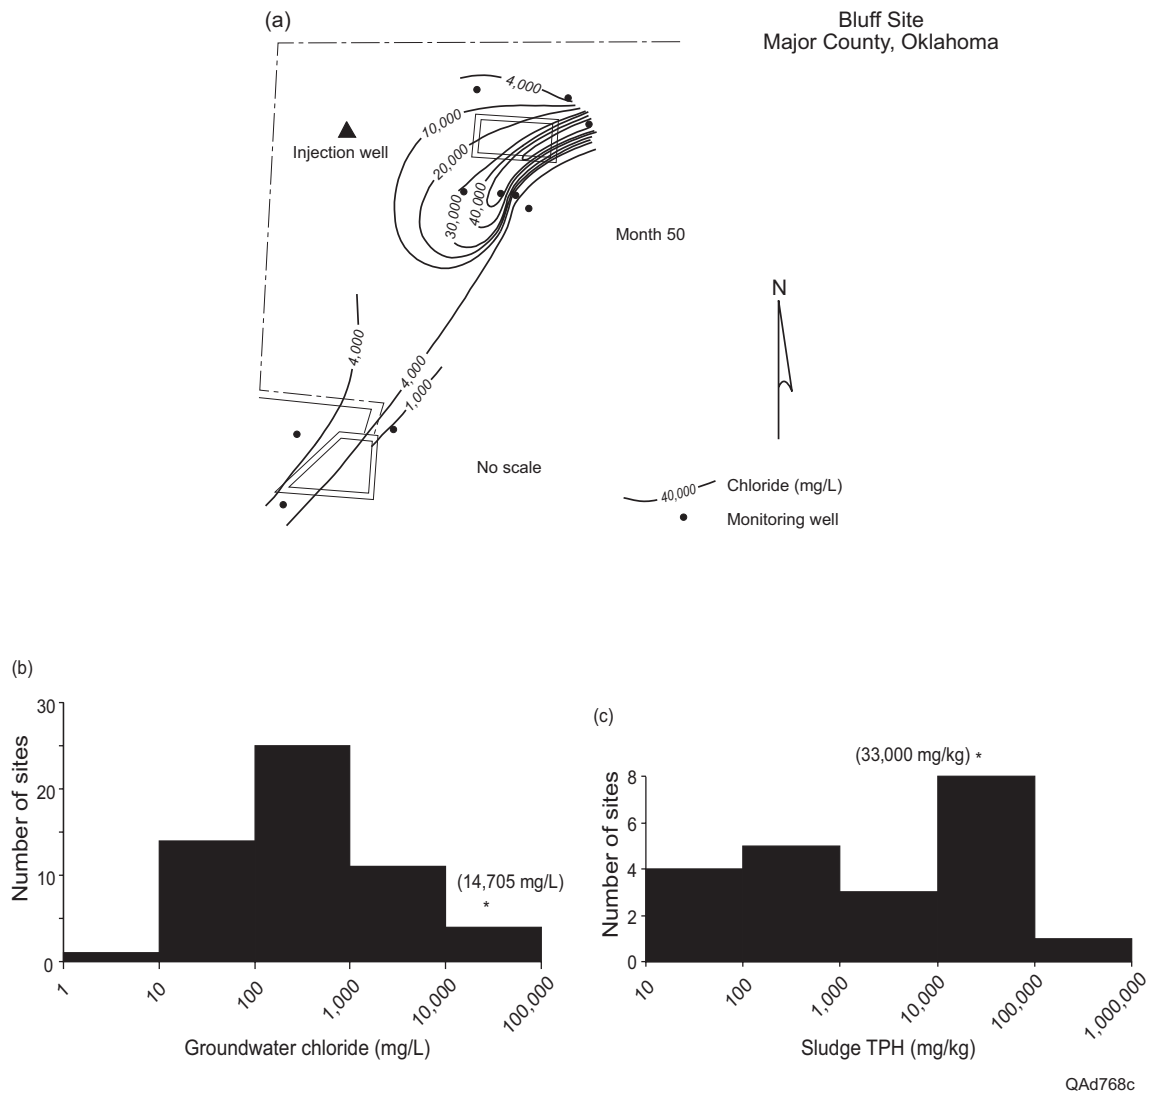 (a)
Bluff Site
Major County, Oklahoma
4,000
10,000
Injection well
20,000
30,000
40,000
Month 50
N
4,000
4,000
1,000
No scale
40,000
Chloride (mg/L)
Monitoring well
(b)
30
20
10
0
Number of sites
(14,705 mg/L)
*
1
10
100
1,000
10,000
100,000
Groundwater chloride (mg/L)
(c)
(33,000 mg/kg) *
8
6
4
2
0
Number of sites
10
100
1,000
10,000
100,000
1,000,000
Sludge TPH (mg/kg)
QAd768c